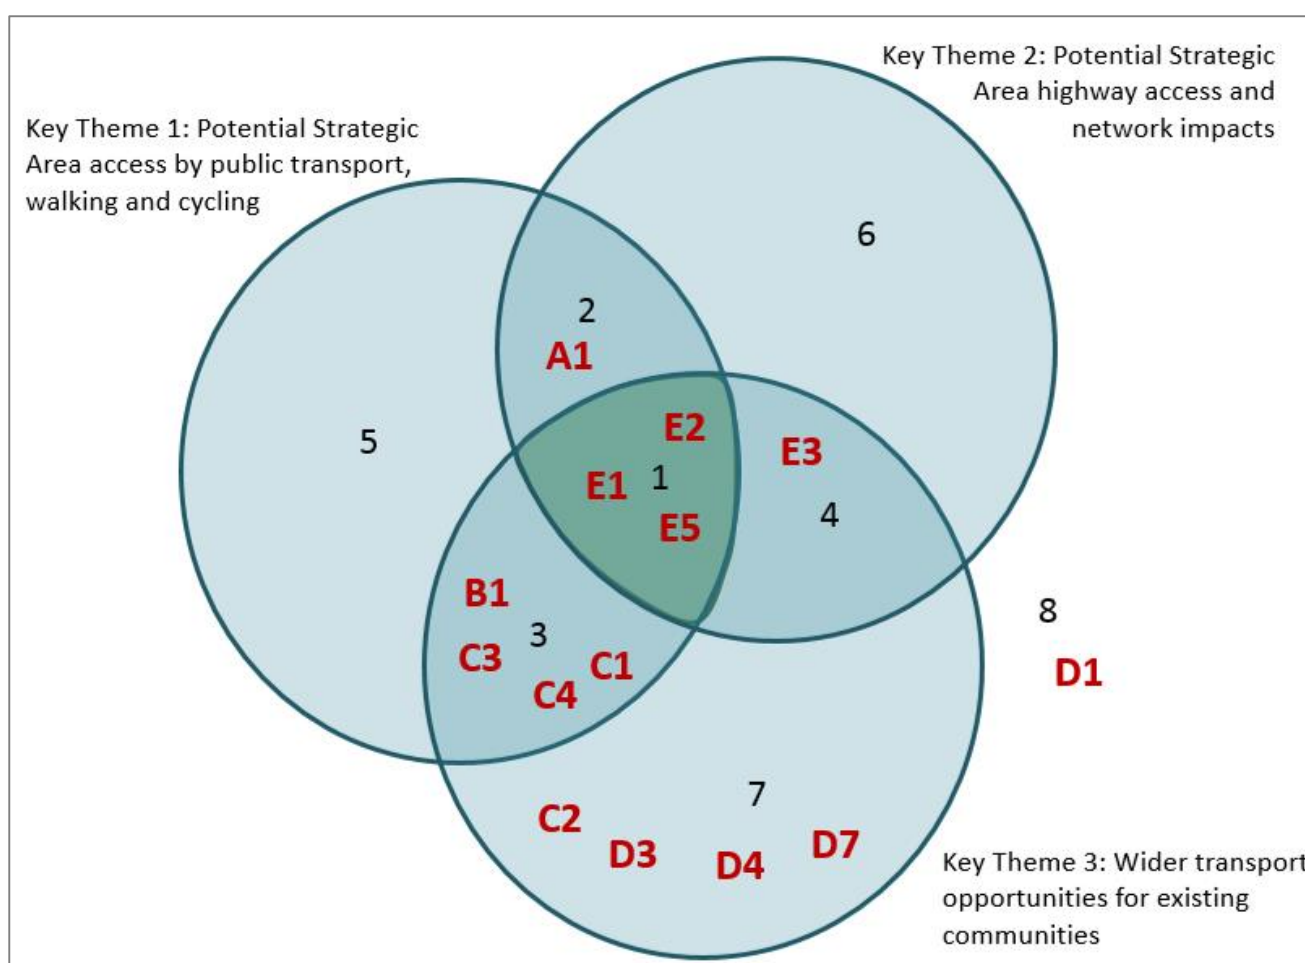 Key Theme 2: Potential Strategic
Area highway access and
network impacts
Key Theme 1: Potential Strategic
Area access by public transport,
walking and cycling
6
2
A1
5
E2
E3
E1
1
E5
4
B1
3
C3
C1
C4
8
D1
7
C2
D3
D4
D7
Key Theme 3: Wider transport
opportunities for existing
communities